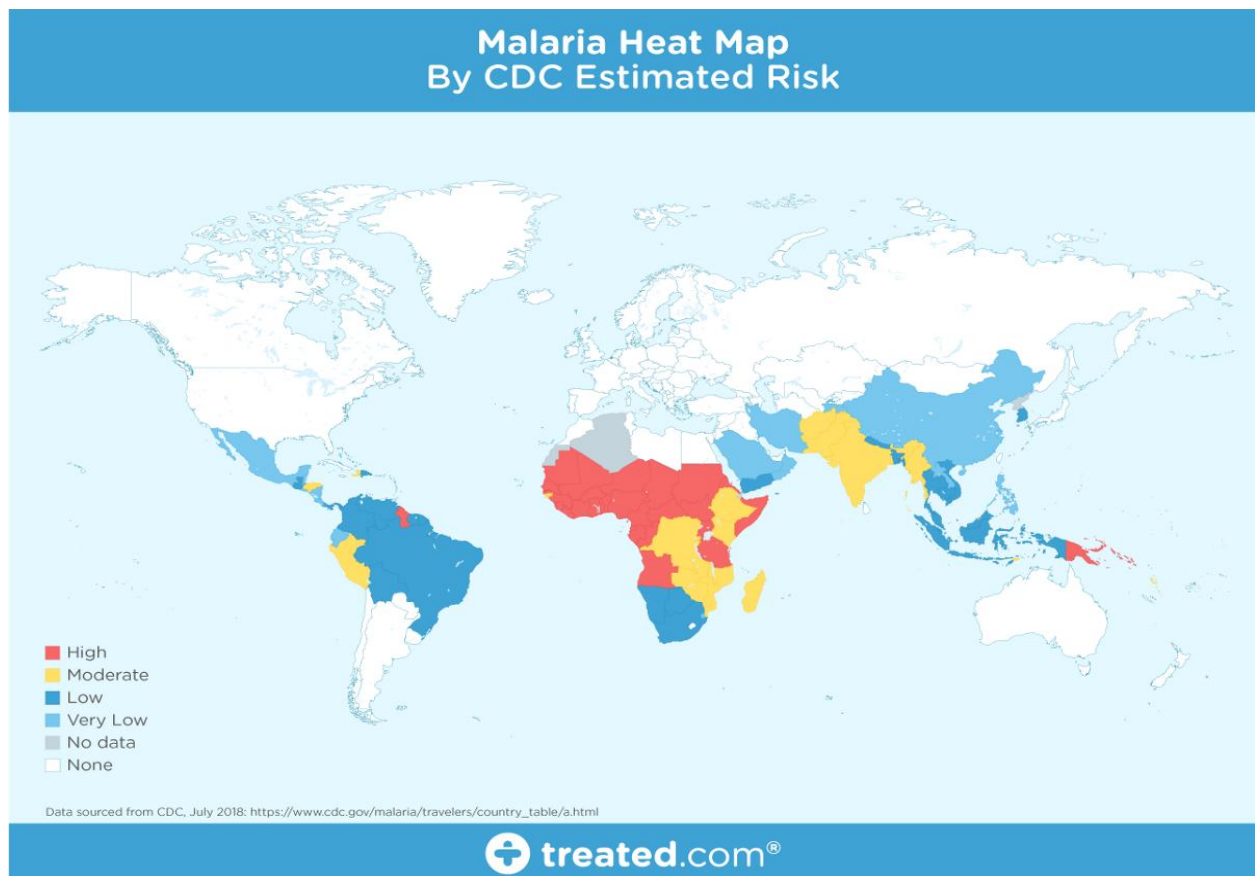 Malaria Heat Map
By CDC Estimated Risk
High
Moderate
Low
Very Low
No data
None
Data sourced from CDC, July 2018: https://www.cdc.gov/malaria/travelers/country_table/a.html
treated.com®